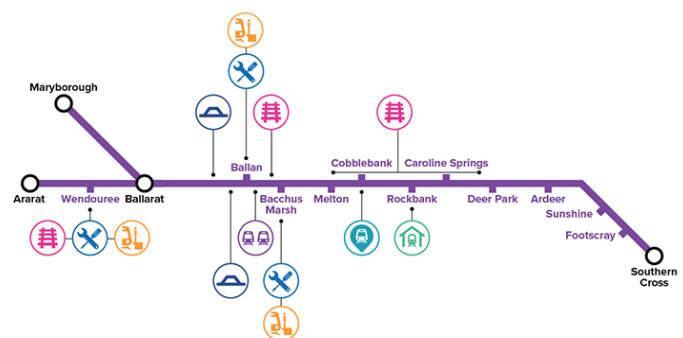 Maryborough
Ballan
Cobblebank
Caroline Springs
Ararat
Wendouree
Ballarat
Bacchus
Marsh
Melton
Rockbank
Deer Park
Ardeer
Sunshine
Footscray
Southern
Cross